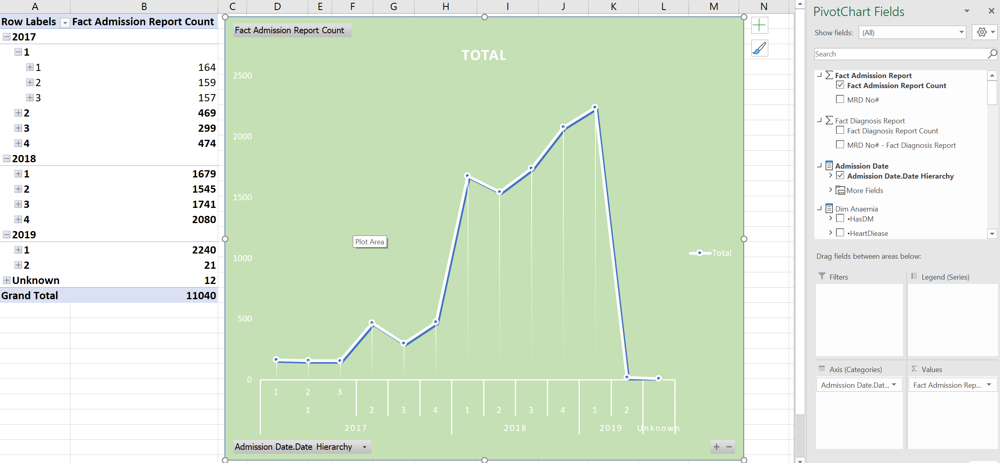 A B C D E F G H I J K L M N
Row Labels Fact Admission Report Count
2017
1
1 164
2 159
3 157
2 469
3 299
4 474
2018
1 1679
2 1545
3 1741
4 2080
2019
1 2240
2 21
Unknown 12
Grand Total 11040
Fact Admission Report Count
TOTAL
2500
2000
1500
1000
500
0
Plot Area
Total
1 2 3
1 2 3 4 1 2 3 4 1 2
2017 2018 2019 Unknown
Admission Date.Date Hierarchy
PivotChart Fields
Show fields: (All)
Search
Fact Admission Report
Fact Admission Report Count
MRD No#
Fact Diagnosis Report
Fact Diagnosis Report Count
MRD No# - Fact Diagnosis Report
Admission Date
Admission Date.Date Hierarchy
More Fields
Dim Anaemia
•HasDM
•HeartDiease
Drag fields between areas below:
Filters
Legend (Series)
Axis (Categories)
Σ Values
Admission Date.Dat...
Fact Admission Rep...